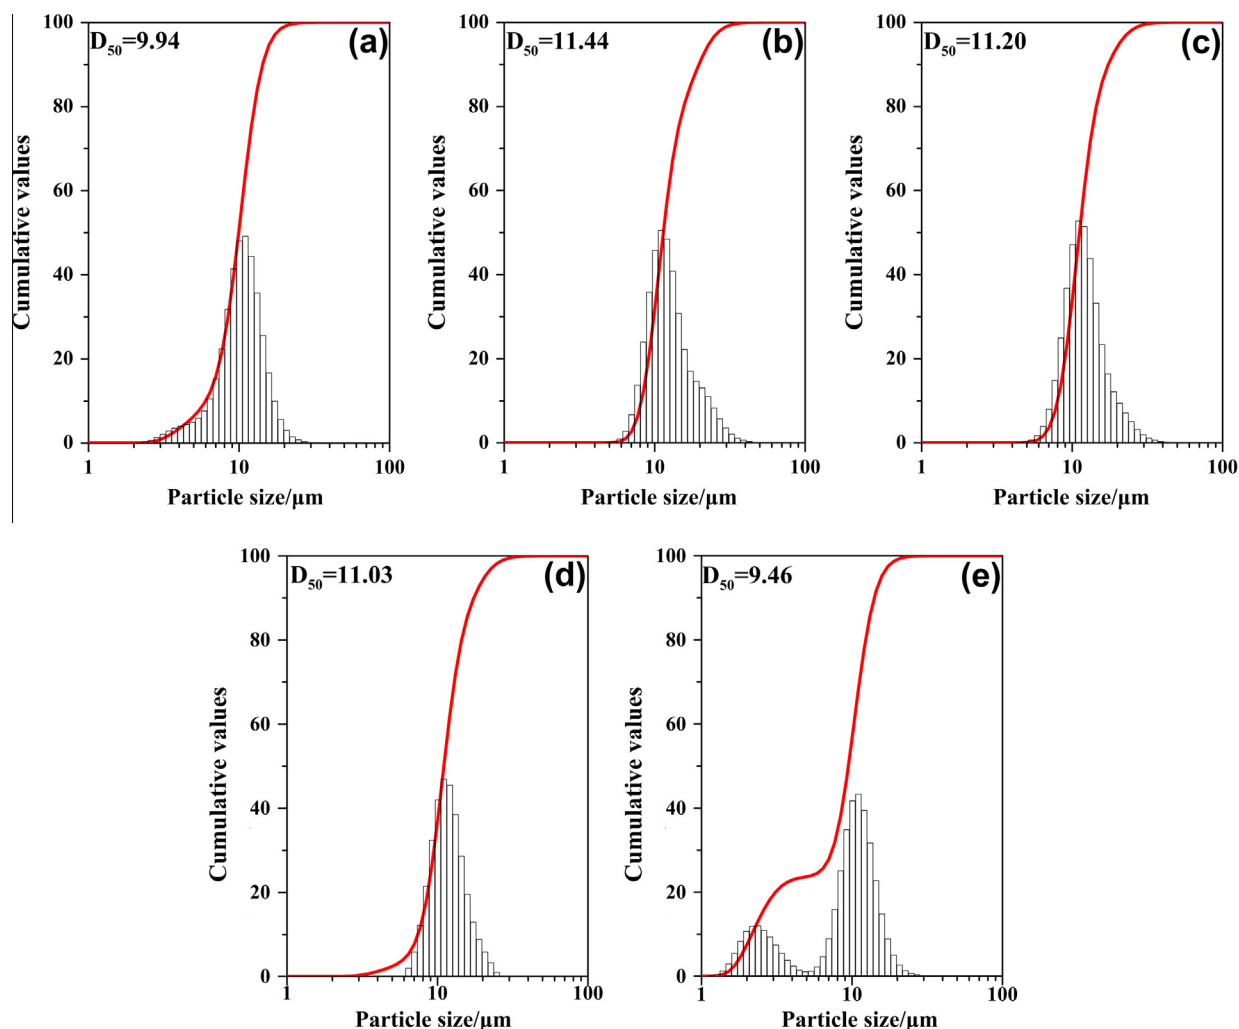 D50=9.94
(a)
100
80
60
40
20
0
Cumulative values
1
10
100
Particle size/μm
D50=11.44
(b)
100
80
60
40
20
0
Cumulative values
1
10
100
Particle size/μm
D50=11.20
(c)
100
80
60
40
20
0
Cumulative values
1
10
100
Particle size/μm
D50=11.03
(d)
100
80
60
40
20
0
Cumulative values
1
10
100
Particle size/μm
D50=9.46
(e)
100
80
60
40
20
0
Cumulative values
1
10
100
Particle size/μm